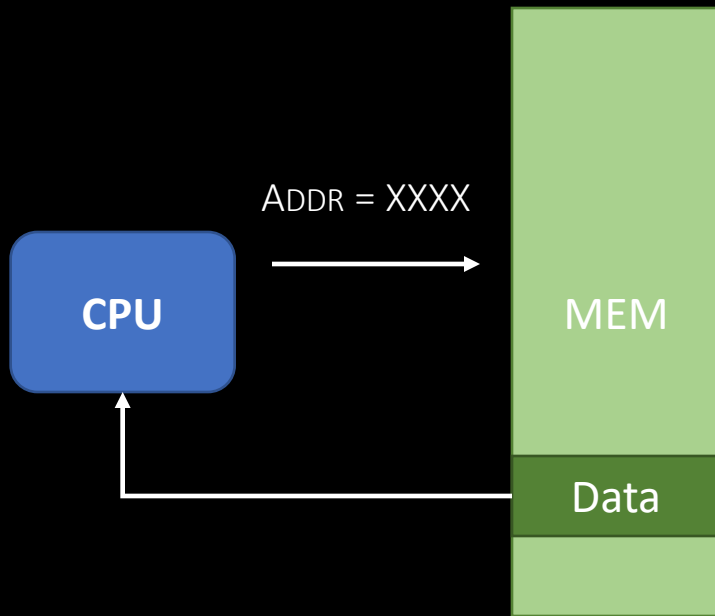 ADDR = XXXX
CPU
MEM
Data